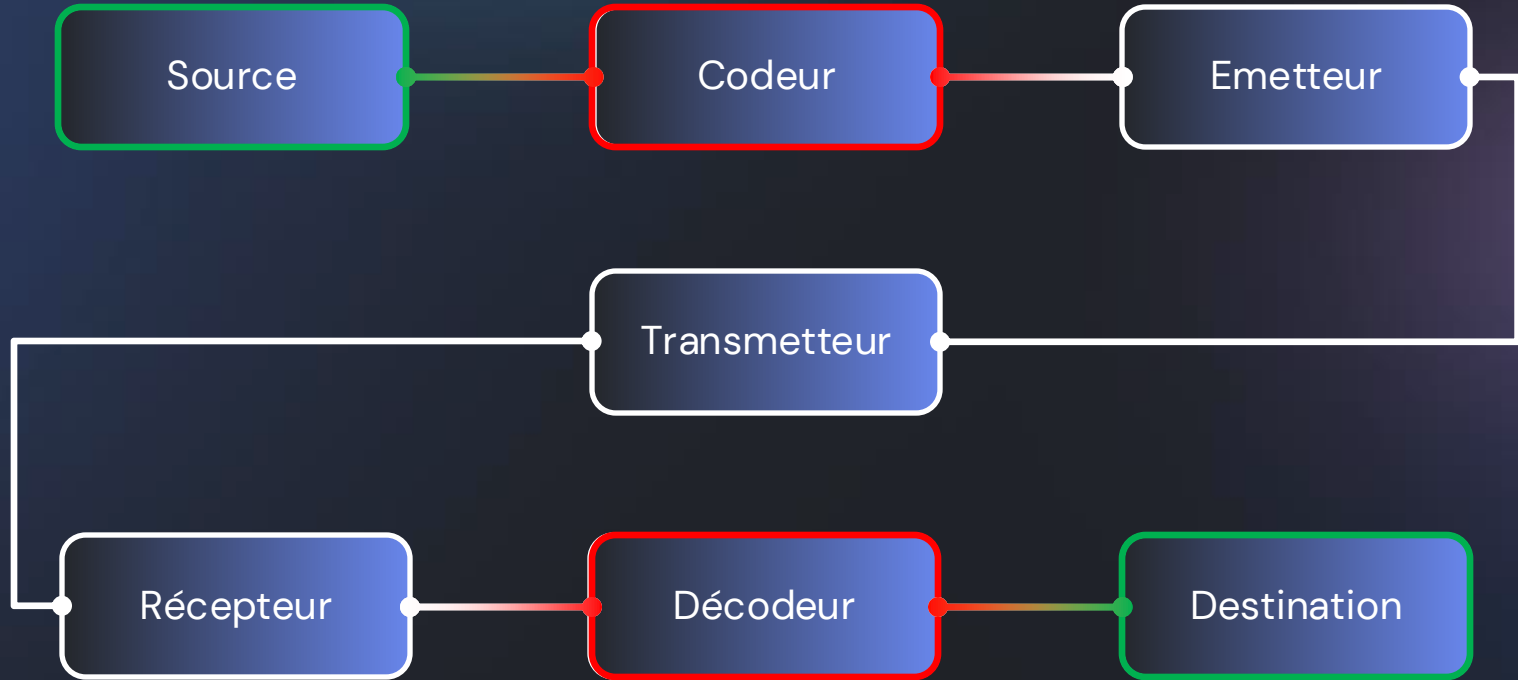 Source
Codeur
Emetteur
Transmetteur
Récepteur
Décodeur
Destination